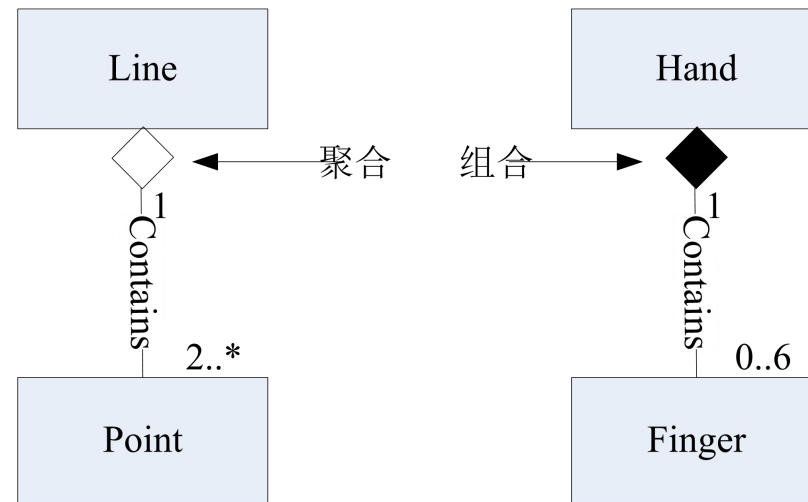 Line
Hand
聚合
组合
1
1
Contains
Contains
2..*
0..6
Point
Finger